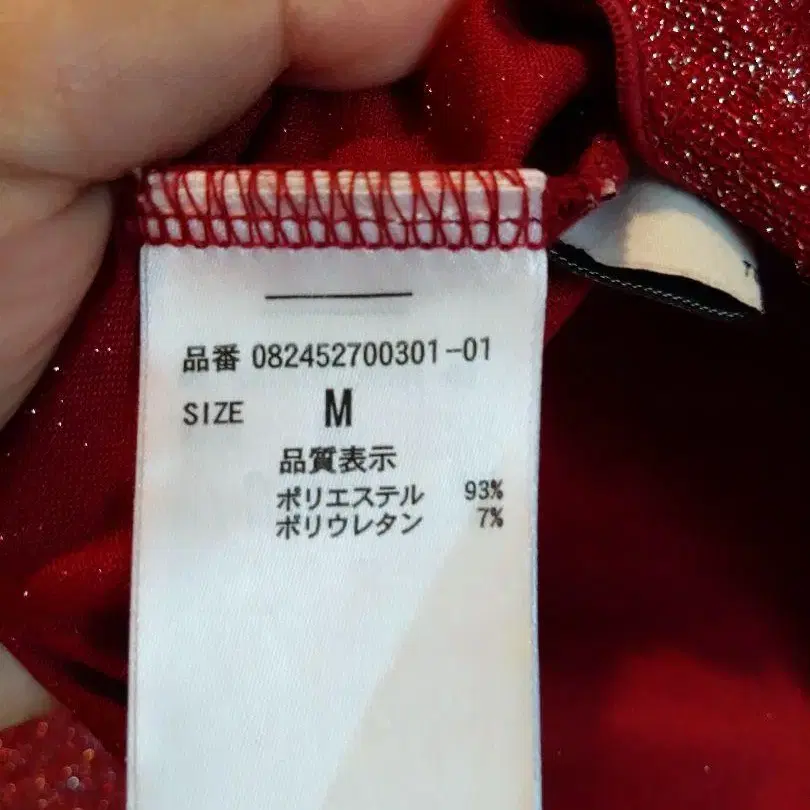 品番 082452700301-01
SIZE M
品質表示
ポリエステル 93%
ポリウレタン 7%